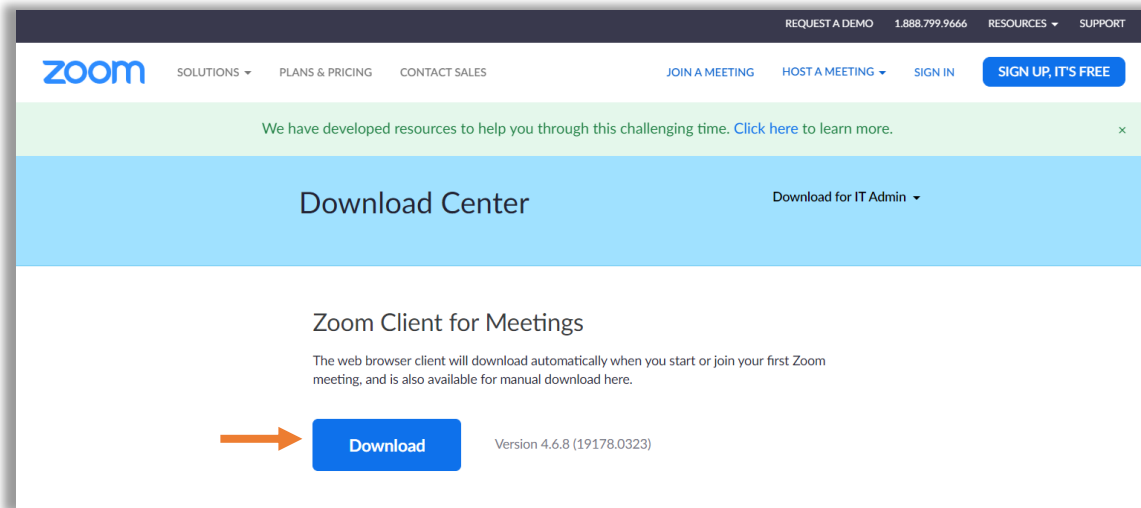 REQUEST A DEMO 1.888.799.9666 RESOURCES SUPPORT
zoom SOLUTIONS PLANS & PRICING CONTACT SALES JOIN A MEETING HOST A MEETING SIGN IN SIGN UP, IT'S FREE
We have developed resources to help you through this challenging time. Click here to learn more. ×
Download Center Download for IT Admin
Zoom Client for Meetings
The web browser client will download automatically when you start or join your first Zoom
meeting, and is also available for manual download here.
Download Version 4.6.8 (19178.0323)